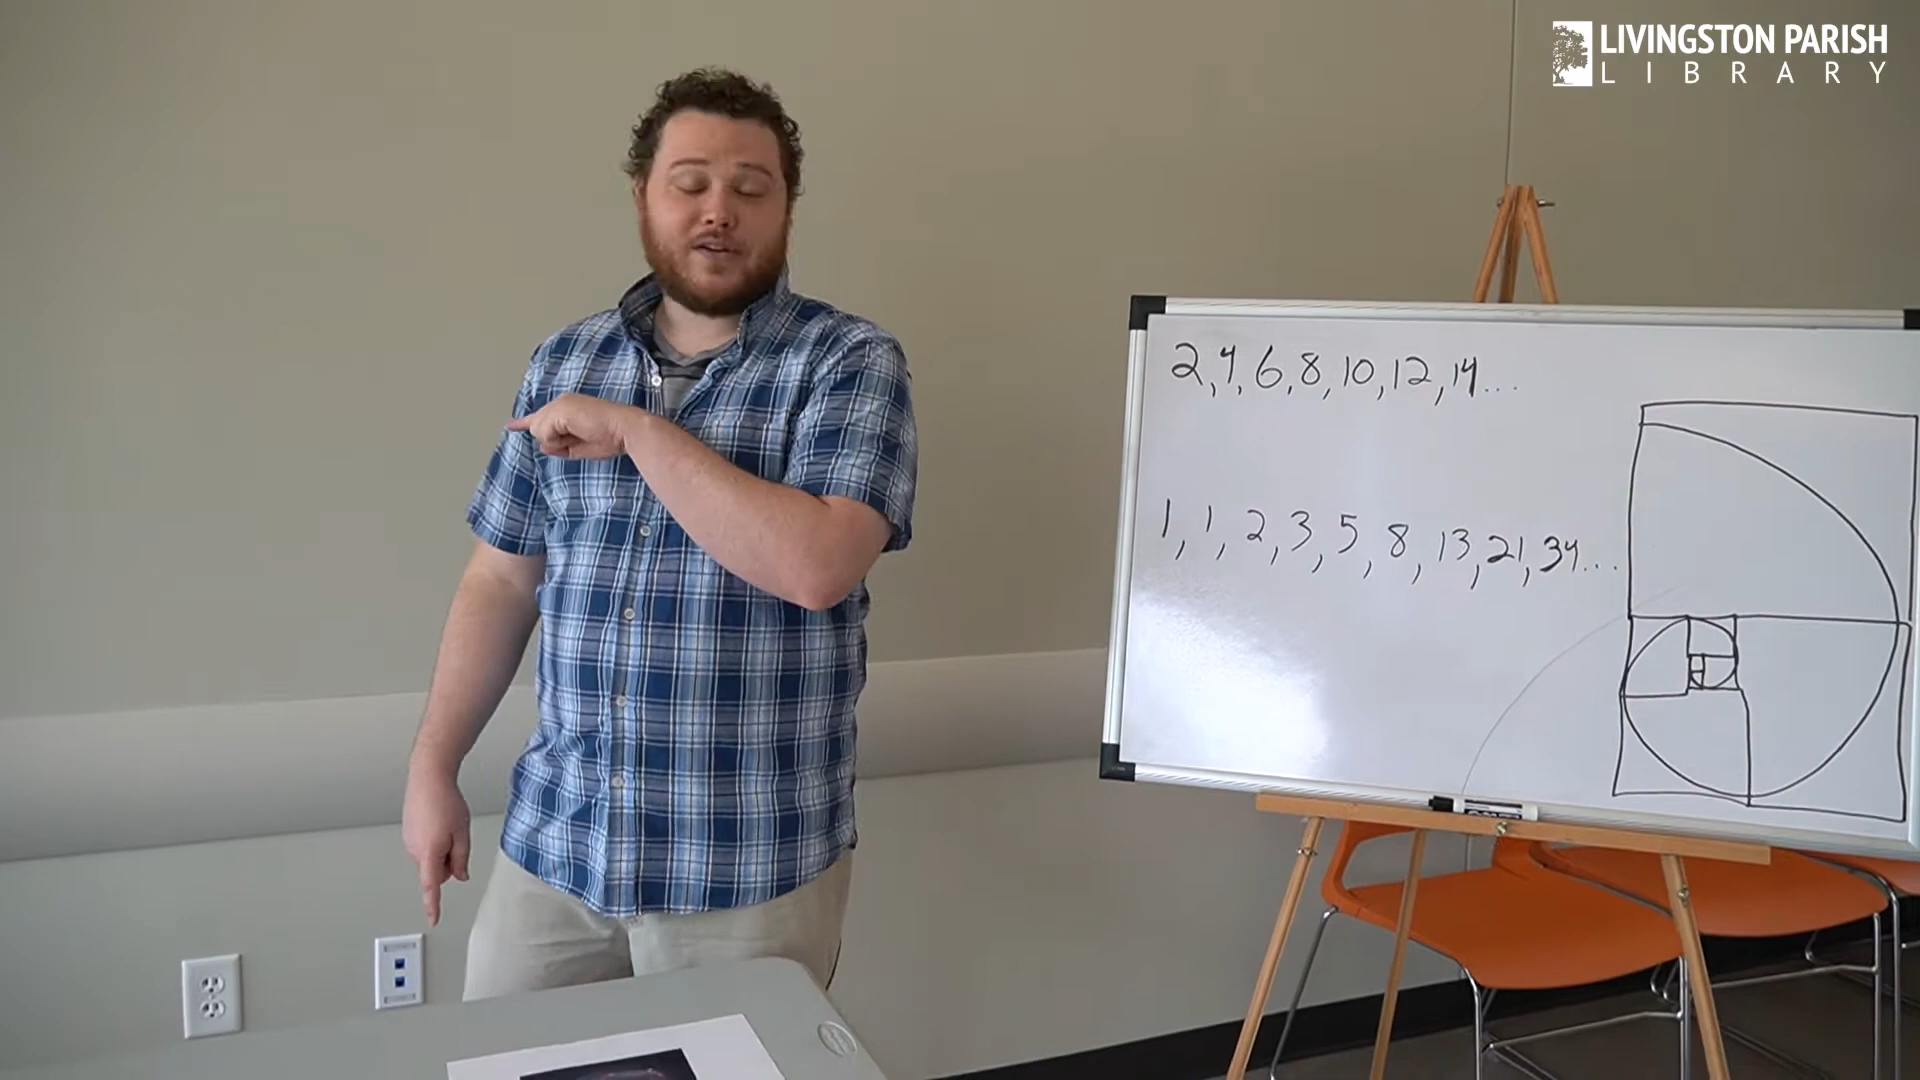 LIVINGSTON PARISH
LIBRARY
2, 4, 6, 8, 10, 12, 14...
1, 1, 2, 3, 5, 8, 13, 21, 34...